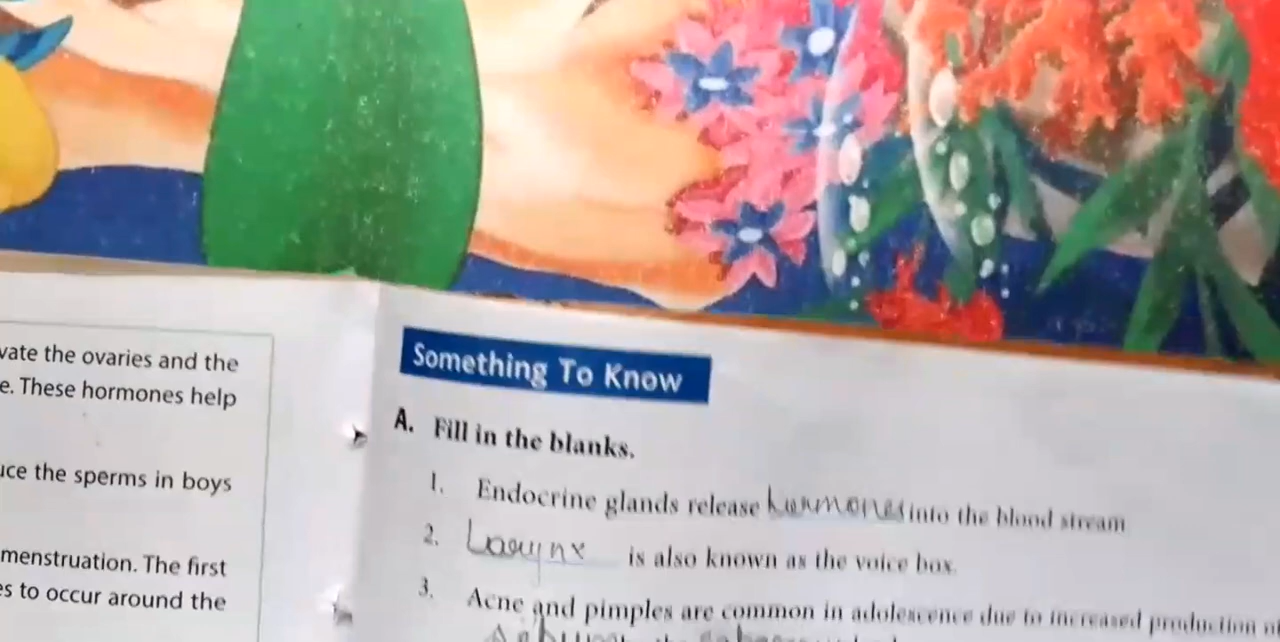 vate the ovaries and the
e. These hormones help
uce the sperms in boys
menstruation. The first
es to occur around the
Something To Know
A. Fill in the blanks.
1. Endocrine glands release hormones into the blood stream
2. Larynx is also known as the voice box.
3. Acne and pimples are common in adolescence due to increased production